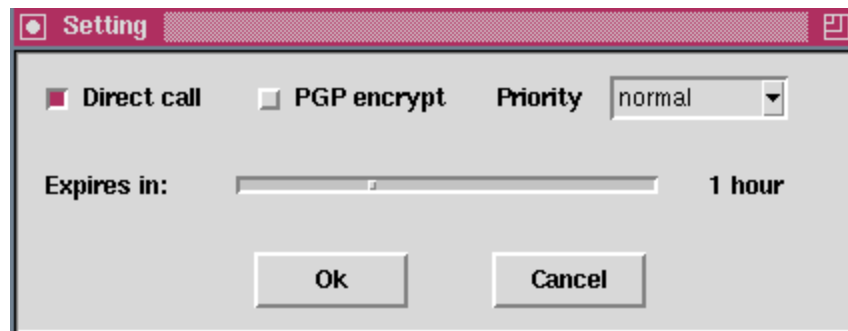 Setting
Direct call PGP encrypt Priority normal
Expires in: 1 hour
Ok Cancel